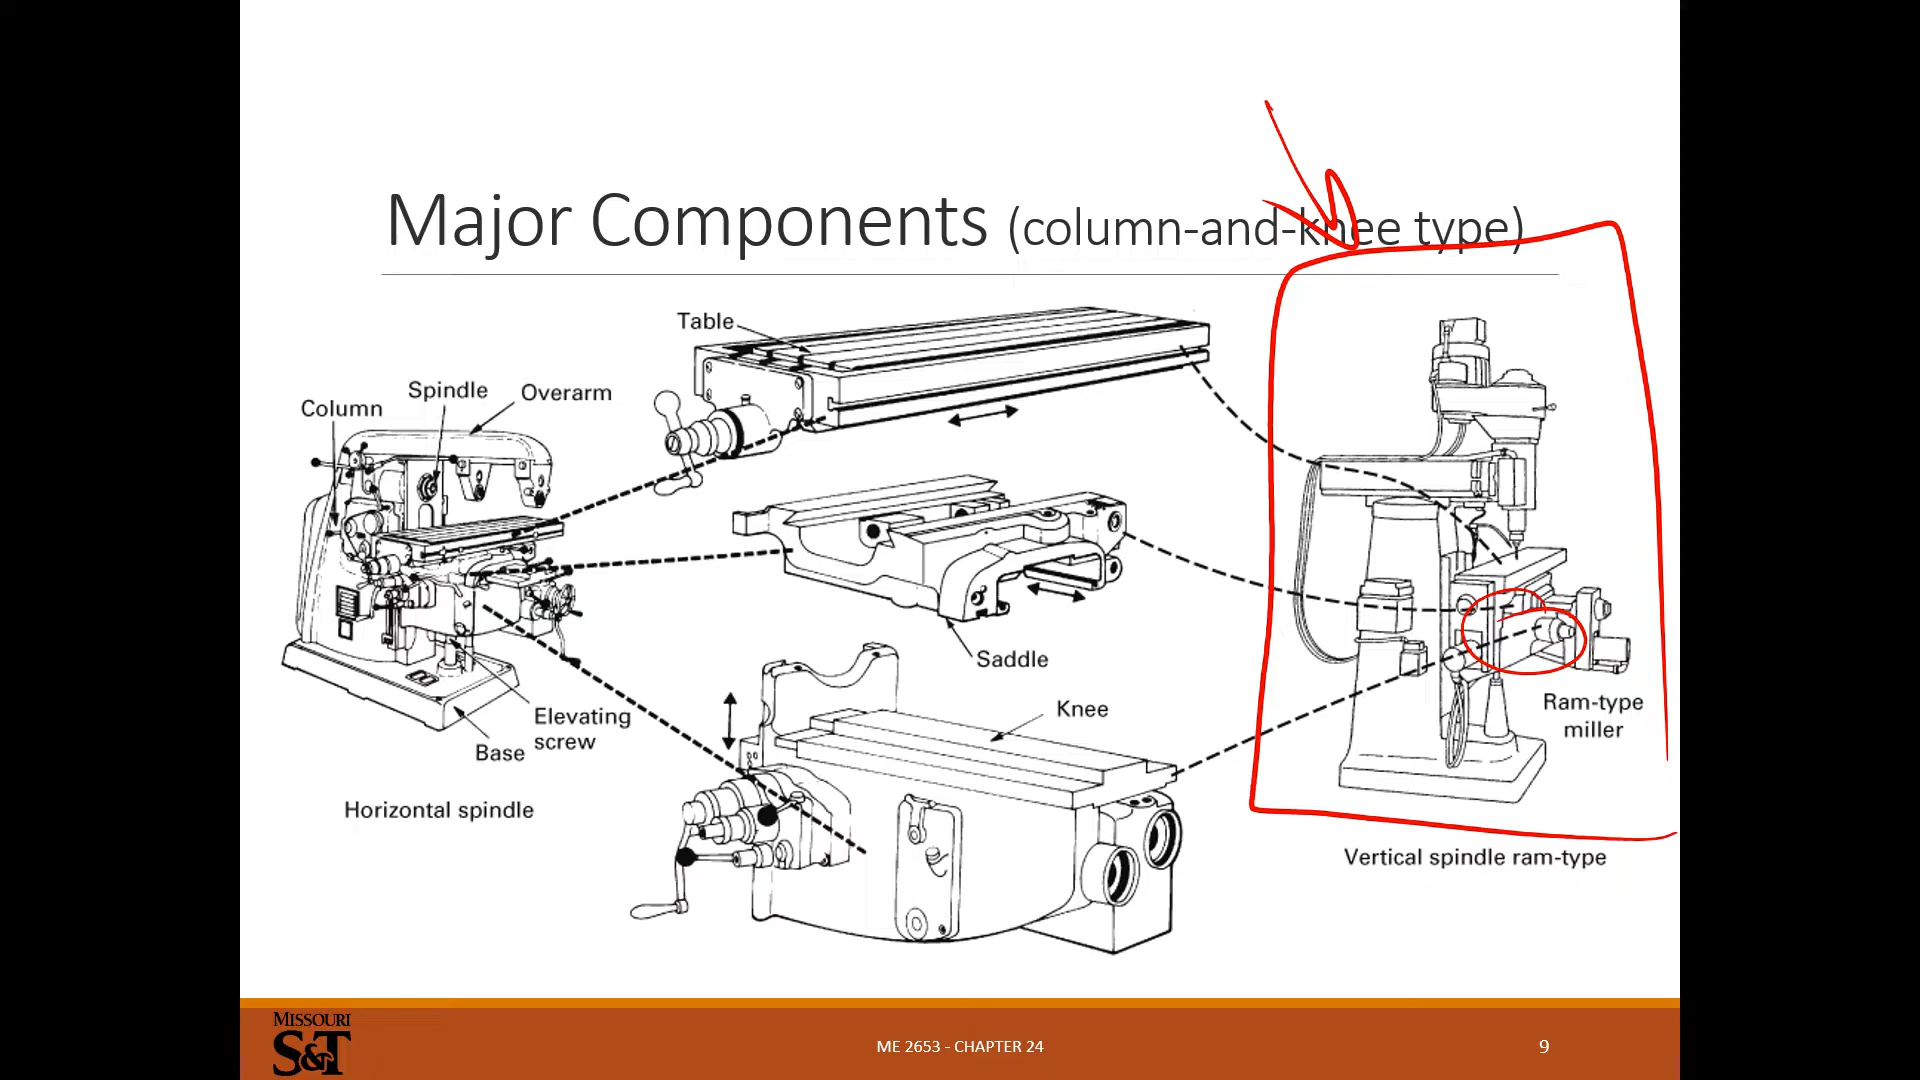 Major Components (column-and-knee type)
Table
Spindle
Overarm
Column
Saddle
Knee
Elevating
screw
Base
Ram-type
miller
Horizontal spindle
Vertical spindle ram-type
MISSOURI
S&T
ME 2653 - CHAPTER 24
9